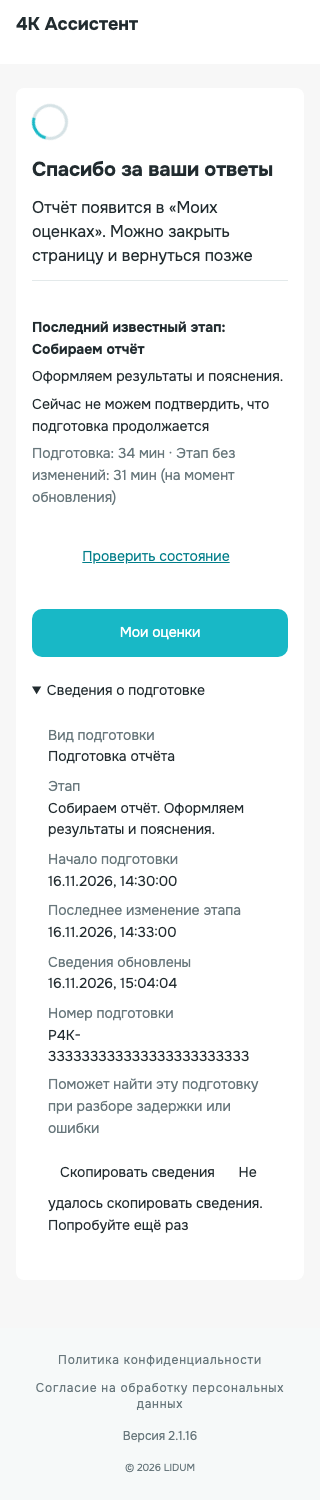 4К Ассистент
Спасибо за ваши ответы
Отчёт появится в «Моих
оценках». Можно закрыть
страницу и вернуться позже
Последний известный этап:
Собираем отчёт
Оформляем результаты и пояснения.
Сейчас не можем подтвердить, что
подготовка продолжается
Подготовка: 34 мин · Этап без
изменений: 31 мин (на момент
обновления)
Проверить состояние
Мои оценки
▼ Сведения о подготовке
Вид подготовки
Подготовка отчёта
Этап
Собираем отчёт. Оформляем
результаты и пояснения.
Начало подготовки
16.11.2026, 14:30:00
Последнее изменение этапа
16.11.2026, 14:33:00
Сведения обновлены
16.11.2026, 15:04:04
Номер подготовки
P4K-
333333333333333333333333
Поможет найти эту подготовку
при разборе задержки или
ошибки
Скопировать сведения Не
удалось скопировать сведения.
Попробуйте ещё раз
Политика конфиденциальности
Согласие на обработку персональных
данных
Версия 2.1.16
© 2026 LIDUM